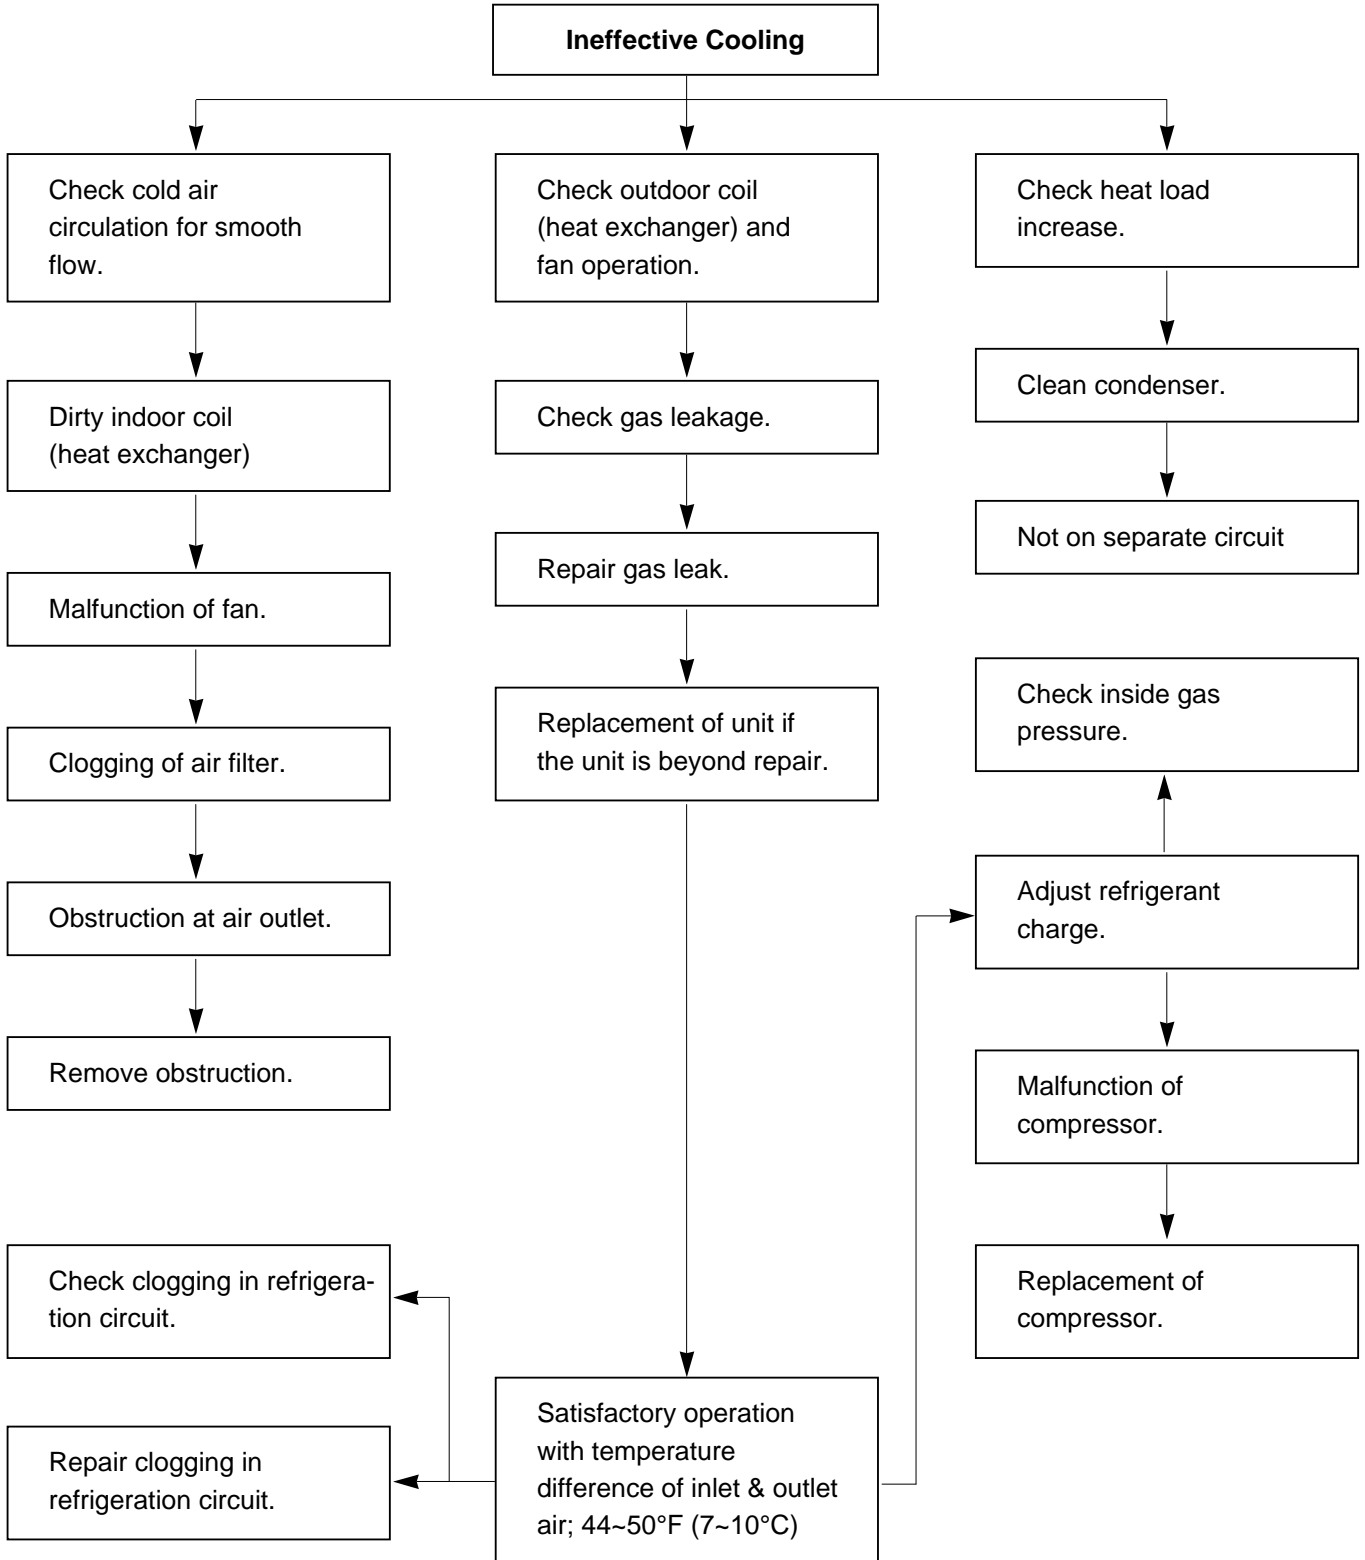 Ineffective Cooling
Check cold air
circulation for smooth
flow.
Dirty indoor coil
(heat exchanger)
Malfunction of fan.
Clogging of air filter.
Obstruction at air outlet.
Remove obstruction.
Check outdoor coil
(heat exchanger) and
fan operation.
Check gas leakage.
Repair gas leak.
Replacement of unit if
the unit is beyond repair.
Satisfactory operation
with temperature
difference of inlet & outlet
air; 44~50°F (7~10°C)
Check clogging in refrigera-
tion circuit.
Repair clogging in
refrigeration circuit.
Check heat load
increase.
Clean condenser.
Not on separate circuit
Check inside gas
pressure.
Adjust refrigerant
charge.
Malfunction of
compressor.
Replacement of
compressor.